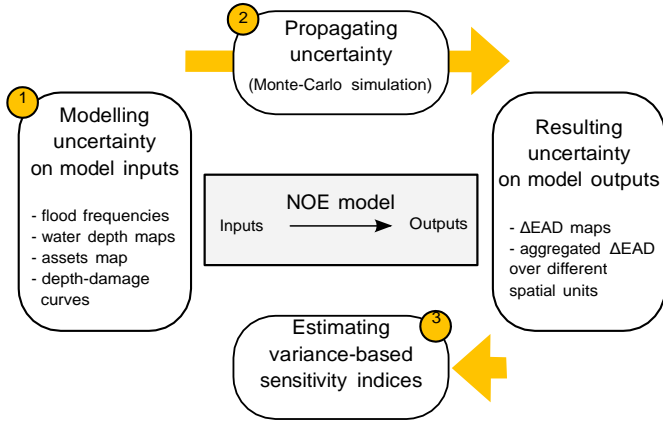 1
Modelling
uncertainty
on model inputs
- flood frequencies
- water depth maps
- assets map
- depth-damage
curves
2
Propagating
uncertainty
(Monte-Carlo simulation)
NOE model
Inputs
Outputs
Resulting
uncertainty
on model outputs
- ΔEAD maps
- aggregated ΔEAD
over different
spatial units
3
Estimating
variance-based
sensitivity indices